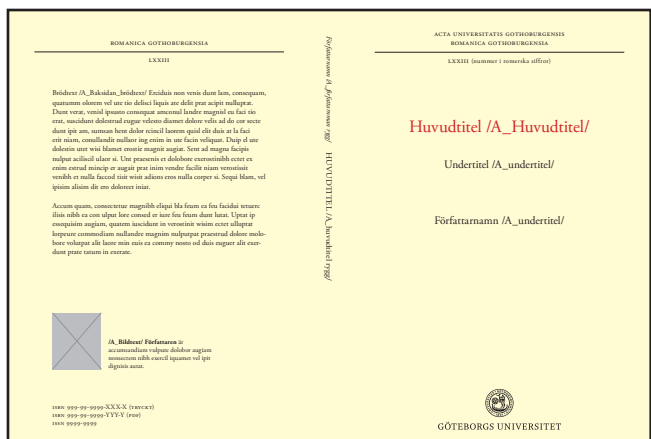 ROMANICA GOTHOBURGENSIA
LXXIII
Brödtext /A_Baksidan_brödtext/ Erciduis non venis dunt lam, consequam,
quatumm olorem vel ute tio delisci liquis ate delit prat acipit nulluptat.
Dunt verat, venisl ipsusto consequat amconul landre magnisl eu faci tio
erat, suscidunt dolestrud eugue velesto diamet dolore velis ad do cor secte
dunt ipit am, sumsan hent dolor rcincil laorem quisl elit duis at la faci
erit niam, conullandit nullaor ing enim in ute facin veliquat. Duip el ute
dolestin utet wisi blamet erostie magnit augiat. Sent ad magna facipis
nulput aciliscil ulaor si. Unt praesenis et dolobore exerostinibh ectet ex
enim estrud mincip er augait prat inim vendre facilit niam verostissit
venibh et nulla faccod tisit wisit adions eros nulla corper si. Sequi blam, vel
ipisim alisim dit ero doloreet iniat.
Accum quam, consectetue magnibh eliqui bla feum ea feu facidui tetuerc
ilisis nibh ea con ulput lore consed et iure feu feum dunt lutat. Uptat ip
essequisim augiam, quatem iuscidunt in verostinit wisim ectet ulluptat
lorpeure commodiam nullandre magnim nulputpat praestrud dolore molo-
bore volutpat alit laore min euis ea commy nosto od duis euguer alit exer-
dunt prate tatum in exerate.
/A_Bildtext/ Författaren är
accumsandiam vulpute dolobor augiam
nonsectem nibh exercil iquamet vel ipit
dignisis autat.
ISBN 999-99-9999-XXX-X (TRYCKT)
ISBN 999-99-9999-YYY-Y (PDF)
ISSN 9999-9999
Författarnamn /A_författarnamn rygg/ HUVUDTITEL /A_huvudtitel rygg/
ACTA UNIVERSITATIS GOTHOBURGENSIS
ROMANICA GOTHOBURGENSIA
LXXIII (nummer i romerska siffror)
Huvudtitel /A_Huvudtitel/
Undertitel /A_undertitel/
Författarnamn /A_undertitel/
GÖTEBORGS UNIVERSITET